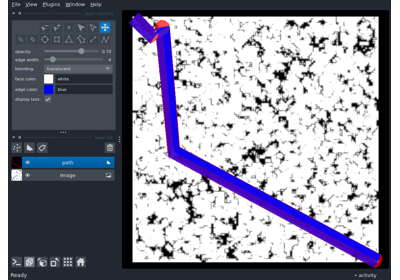 File View Plugins Window Help
opacity: 0.70
edge width: 4
blending: translucent
face color: white
edge color: blue
display text:
path
Image
Ready
activity